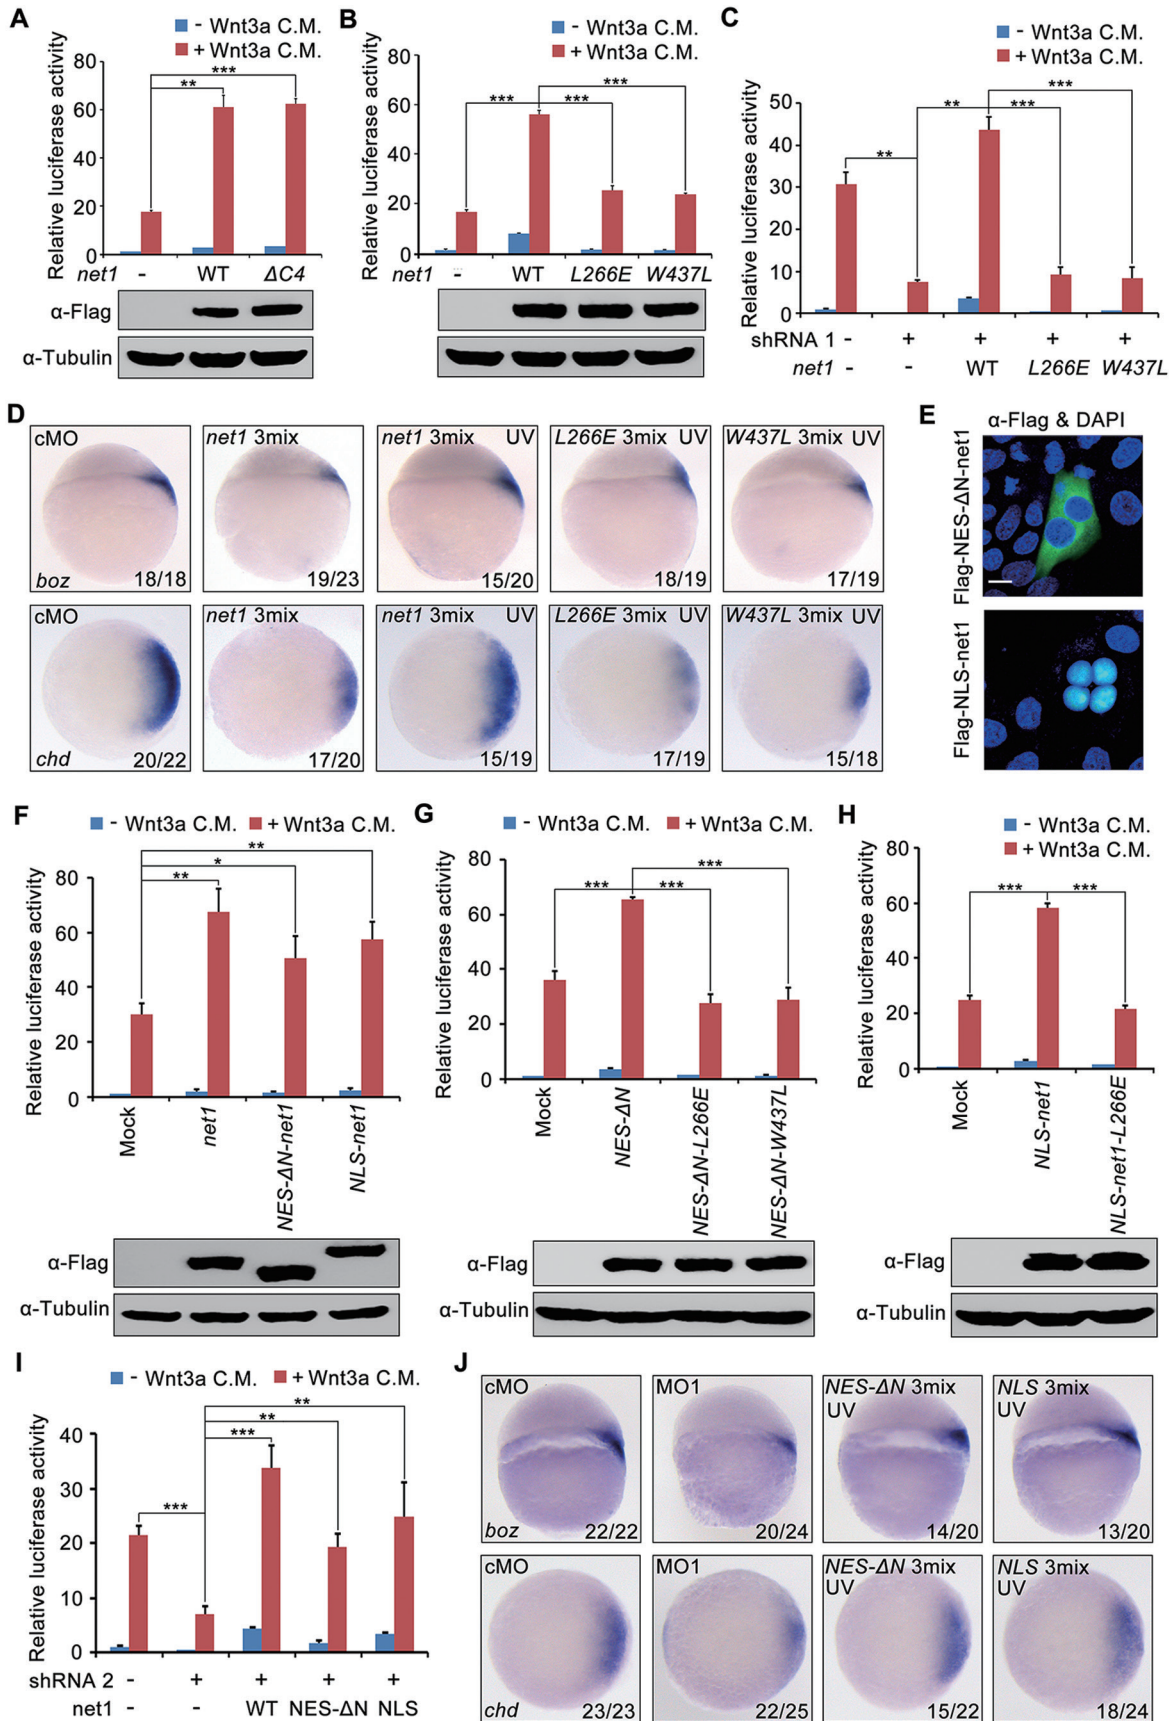 A
- Wnt3a C.M.
+ Wnt3a C.M.
Relative luciferase activity
80
60
40
20
0
**
***
net1 - WT ΔC4
α-Flag
α-Tubulin
B
- Wnt3a C.M.
+ Wnt3a C.M.
Relative luciferase activity
80
60
40
20
0
***
*** ***
net1 - WT L266E W437L
C
- Wnt3a C.M.
+ Wnt3a C.M.
Relative luciferase activity
50
40
30
20
10
0
***
** ***
**
shRNA 1 - + + + +
net1 - - WT L266E W437L
D
cMO
boz
18/18
net1 3mix
19/23
net1 3mix UV
15/20
L266E 3mix UV
18/19
W437L 3mix UV
17/19
cMO
chd
20/22
net1 3mix
17/20
net1 3mix UV
15/19
L266E 3mix UV
17/19
W437L 3mix UV
15/18
E
α-Flag & DAPI
Flag-NES-ΔN-net1
Flag-NLS-net1
F
- Wnt3a C.M. + Wnt3a C.M.
Relative luciferase activity
80
60
40
20
0
**
*
**
Mock
net1
NES-ΔN-net1
NLS-net1
α-Flag
α-Tubulin
G
- Wnt3a C.M. + Wnt3a C.M.
Relative luciferase activity
80
60
40
20
0
***
*** ***
Mock
NES-ΔN
NES-ΔN-L266E
NES-ΔN-W437L
α-Flag
α-Tubulin
H
- Wnt3a C.M.
+ Wnt3a C.M.
Relative luciferase activity
80
60
40
20
0
*** ***
Mock
NLS-net1
NLS-net1-L266E
α-Flag
α-Tubulin
I
- Wnt3a C.M. + Wnt3a C.M.
Relative luciferase activity
40
30
20
10
0
**
**
***
***
shRNA 2 - + + + +
net1 - - WT NES-ΔN NLS
J
cMO
boz
22/22
MO1
20/24
NES-ΔN 3mix
UV
14/20
NLS 3mix
UV
13/20
cMO
chd
23/23
MO1
22/25
NES-ΔN 3mix
UV
15/22
NLS 3mix
UV
18/24